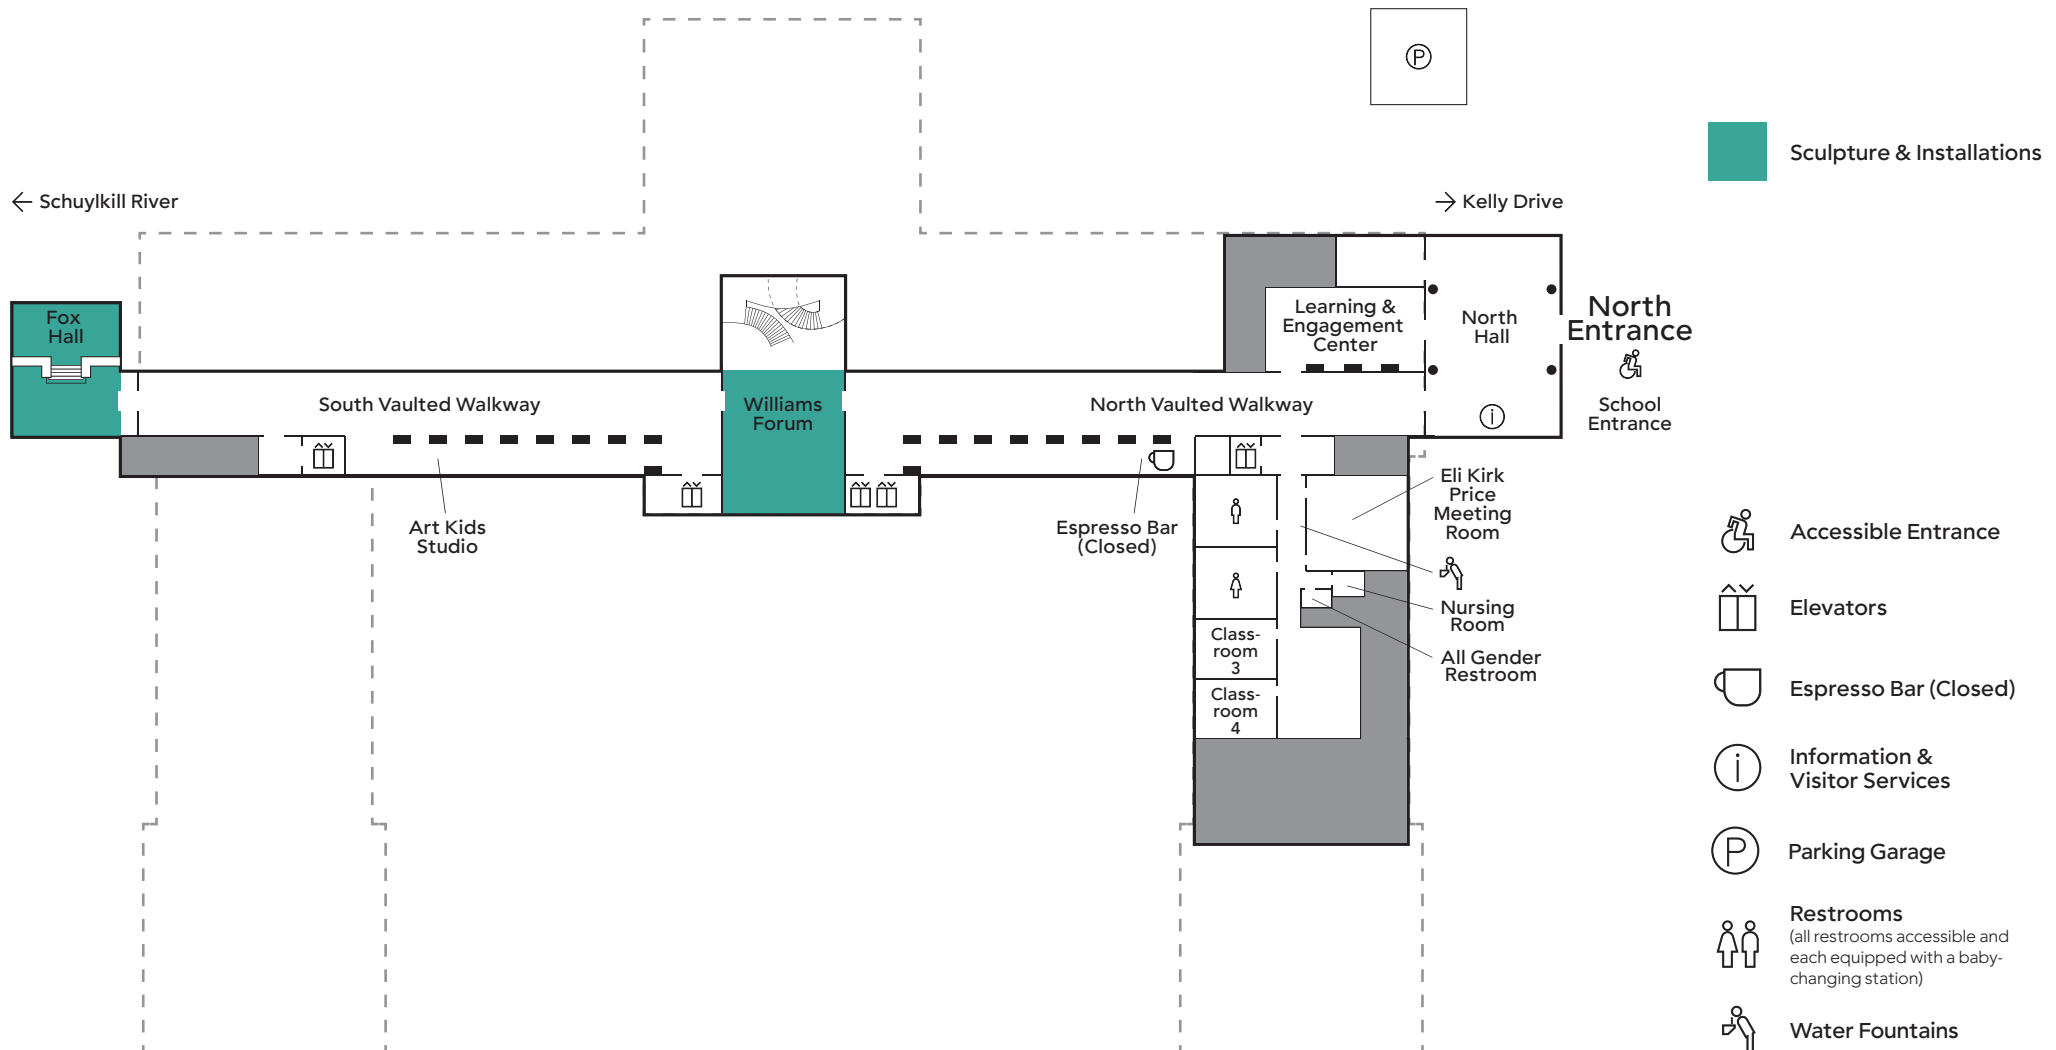 P
Sculpture & Installations
← Schuylkill River
→ Kelly Drive
Fox
Hall
South Vaulted Walkway
Williams
Forum
North Vaulted Walkway
Learning &
Engagement
Center
North
Hall
North
Entrance
School
Entrance
i
Art Kids
Studio
Espresso Bar
(Closed)
Eli Kirk
Price
Meeting
Room
Nursing
Room
All Gender
Restroom
Class-
room
3
Class-
room
4
Accessible Entrance
Elevators
Espresso Bar (Closed)
i
Information &
Visitor Services
P
Parking Garage
Restrooms
(all restrooms accessible and
each equipped with a baby-
changing station)
Water Fountains